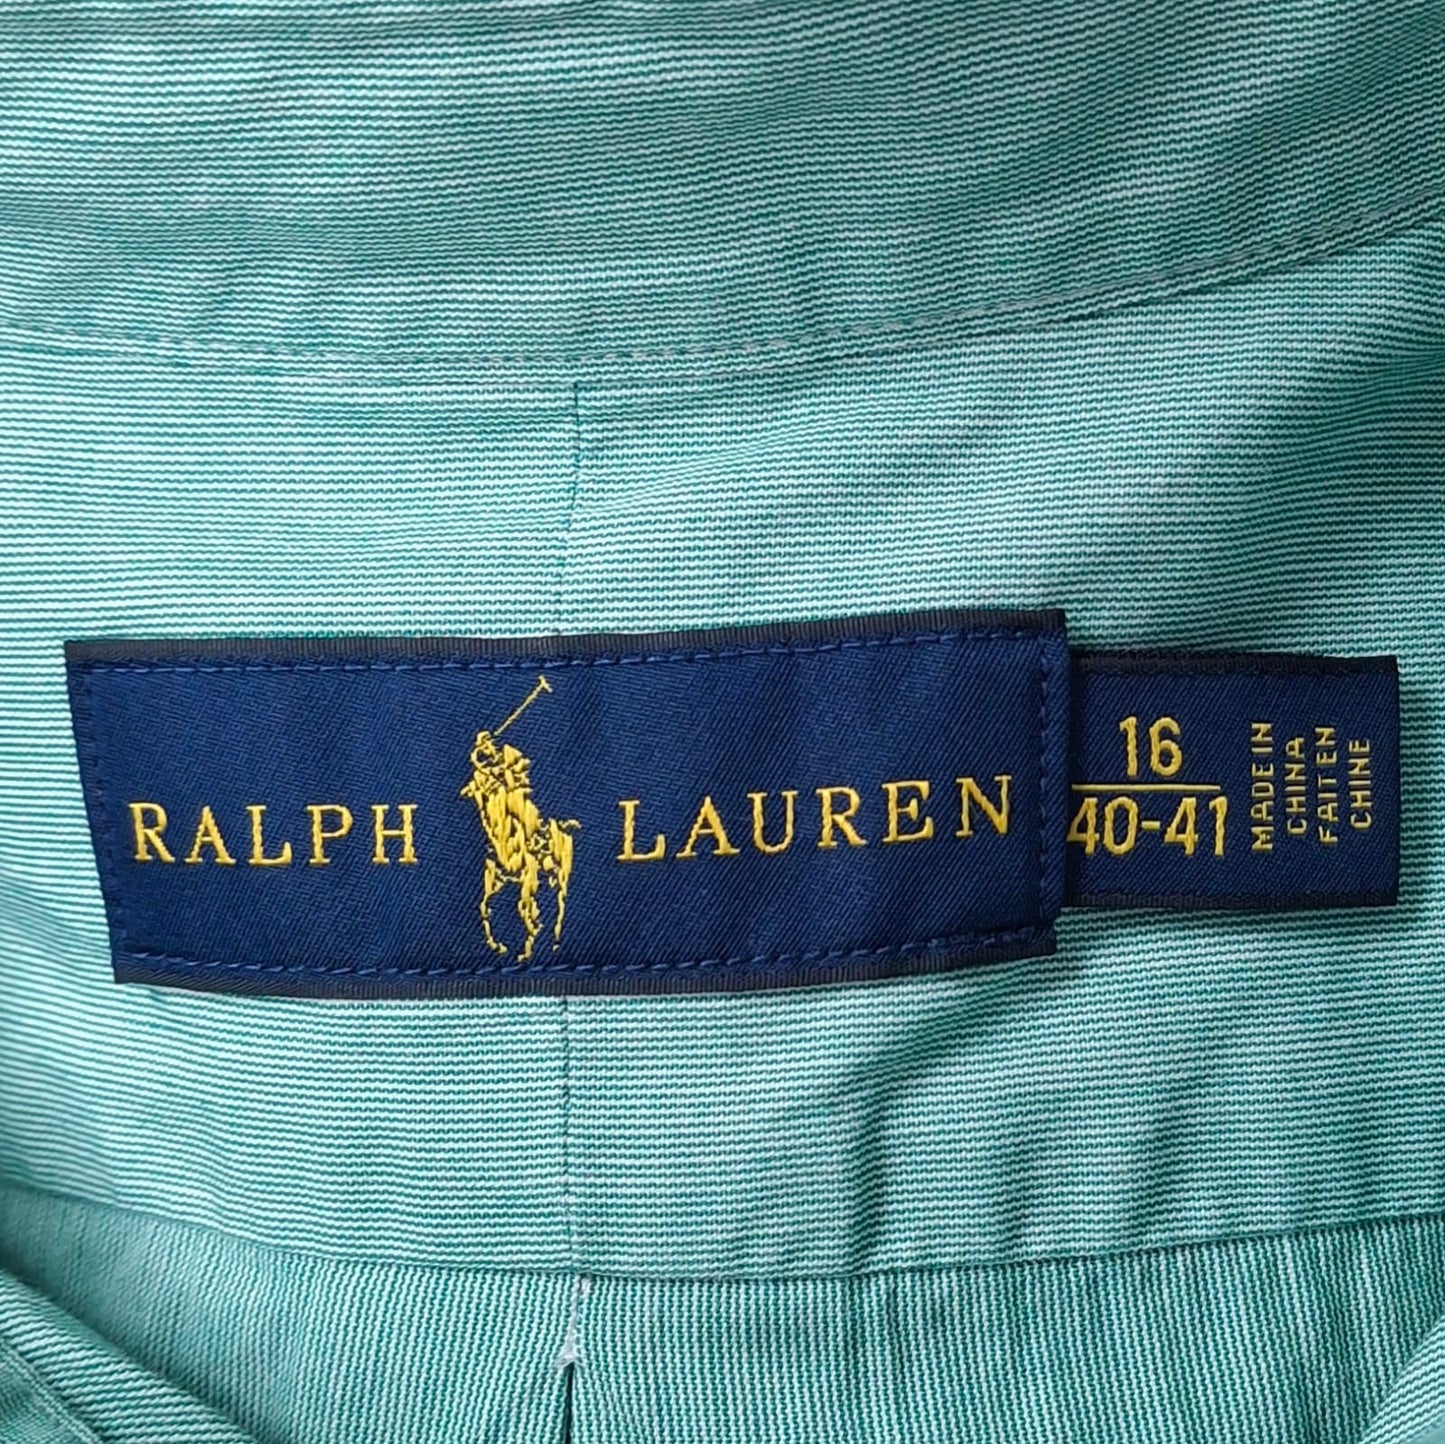 RALPH LAUREN
16
40-41
MADE IN
CHINA
FAIT EN
CHINE